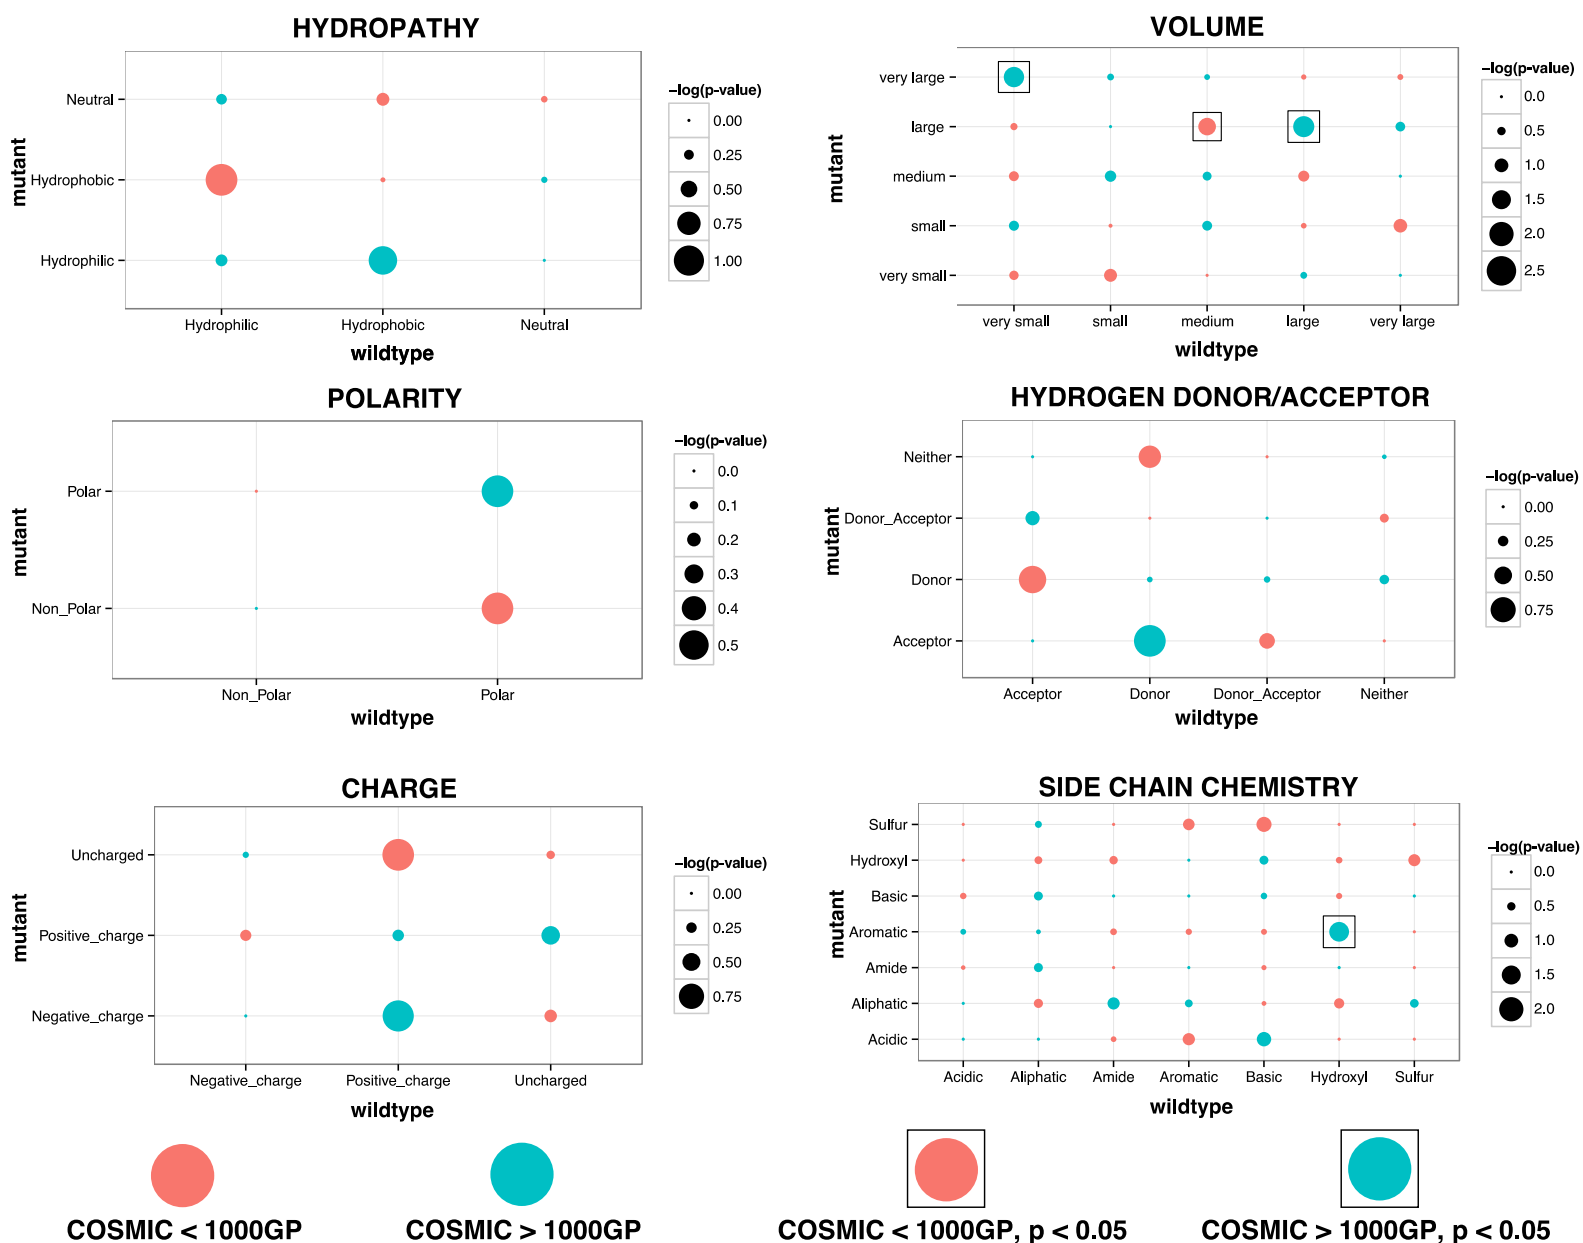 HYDROPATHY
mutant
Neutral
Hydrophobic
Hydrophilic
Hydrophilic
Hydrophobic
Neutral
wildtype
−log(p-value)
0.00
0.25
0.50
0.75
1.00
VOLUME
mutant
very large
large
medium
small
very small
very small
small
medium
large
very large
wildtype
−log(p-value)
0.0
0.5
1.0
1.5
2.0
2.5
POLARITY
mutant
Polar
Non_Polar
Non_Polar
Polar
wildtype
−log(p-value)
0.0
0.1
0.2
0.3
0.4
0.5
HYDROGEN DONOR/ACCEPTOR
mutant
Neither
Donor_Acceptor
Donor
Acceptor
Acceptor
Donor
Donor_Acceptor
Neither
wildtype
−log(p-value)
0.00
0.25
0.50
0.75
CHARGE
mutant
Uncharged
Positive_charge
Negative_charge
Negative_charge
Positive_charge
Uncharged
wildtype
−log(p-value)
0.00
0.25
0.50
0.75
SIDE CHAIN CHEMISTRY
mutant
Sulfur
Hydroxyl
Basic
Aromatic
Amide
Aliphatic
Acidic
Acidic
Aliphatic
Amide
Aromatic
Basic
Hydroxyl
Sulfur
wildtype
−log(p-value)
0.0
0.5
1.0
1.5
2.0
COSMIC < 1000GP
COSMIC > 1000GP
COSMIC < 1000GP, p < 0.05
COSMIC > 1000GP, p < 0.05